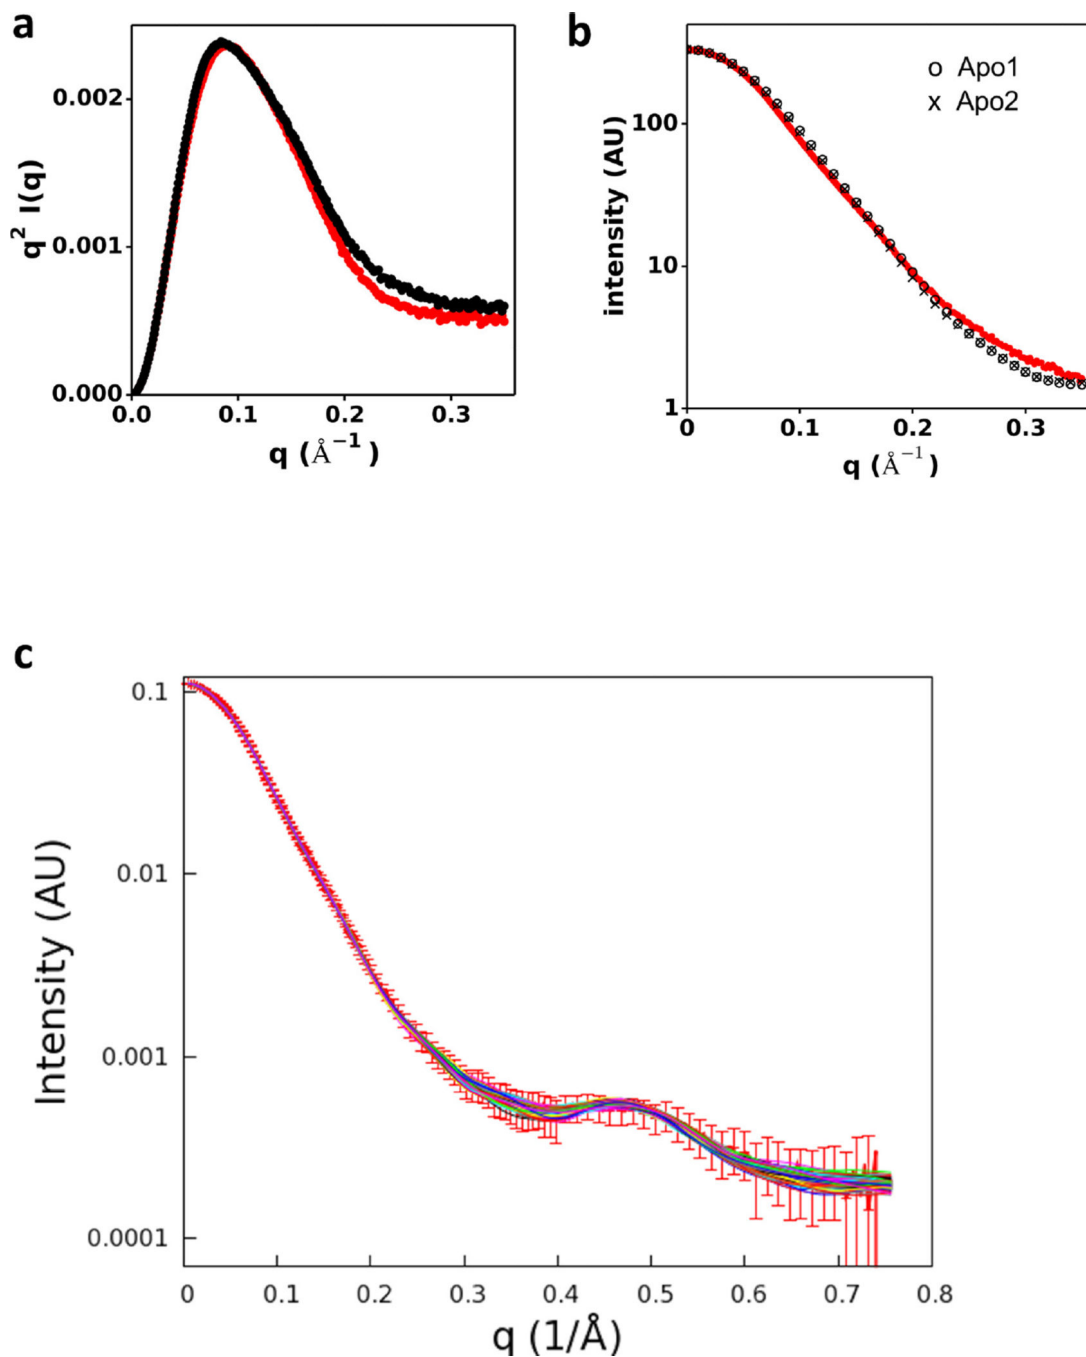 a
q² I(q)
0.002
0.001
0.000
0.0 0.1 0.2 0.3
q (Å⁻¹)
b
intensity (AU)
o Apo1
x Apo2
100
10
1
0 0.1 0.2 0.3
q (Å⁻¹)
c
Intensity (AU)
0.1
0.01
0.001
0.0001
0 0.1 0.2 0.3 0.4 0.5 0.6 0.7 0.8
q (1/Å)